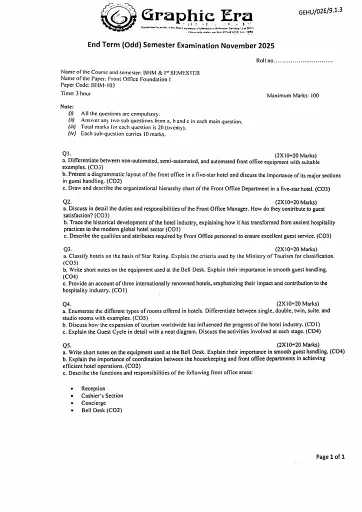 GEHU/02E/9.1.3
Graphic Era
End Term (Odd) Semester Examination November 2025
Roll no..............................
Name of the Course and semester: BHM & 1st SEMESTER
Name of the Paper: Front Office Foundation I
Paper Code: BHM-103
Time: 3 hour Maximum Marks: 100
Note:
(i) All the questions are compulsory.
(ii) Answer any two sub questions from a, b and c in each main question.
(iii) Total marks for each question is 20 (twenty).
(iv) Each sub-question carries 10 marks.
Q1. (2X10=20 Marks)
a. Differentiate between non-automated, semi-automated, and automated front office equipment with suitable
examples. (CO3)
b. Present a diagrammatic layout of the front office in a five-star hotel and discuss the importance of its major sections
in guest handling. (CO2)
c. Draw and describe the organizational hierarchy chart of the Front Office Department in a five-star hotel. (CO3)
Q2. (2X10=20 Marks)
a. Discuss in detail the duties and responsibilities of the Front Office Manager. How do they contribute to guest
satisfaction? (CO3)
b. Trace the historical development of the hotel industry, explaining how it has transformed from ancient hospitality
practices to the modern global hotel sector (CO1)
c. Describe the qualities and attributes required by Front Office personnel to ensure excellent guest service. (CO3)
Q3. (2X10=20 Marks)
a. Classify hotels on the basis of Star Rating. Explain the criteria used by the Ministry of Tourism for classification.
(CO5)
b. Write short notes on the equipment used at the Bell Desk. Explain their importance in smooth guest handling.
(CO4)
c. Provide an account of three internationally renowned hotels, emphasizing their impact and contribution to the
hospitality industry. (CO1)
Q4. (2X10=20 Marks)
a. Enumerate the different types of rooms offered in hotels. Differentiate between single, double, twin, suite, and
studio rooms with examples. (CO5)
b. Discuss how the expansion of tourism worldwide has influenced the progress of the hotel industry. (CO1)
c. Explain the Guest Cycle in detail with a neat diagram. Discuss the activities involved at each stage. (CO4)
Q5. (2X10=20 Marks)
a. Write short notes on the equipment used at the Bell Desk. Explain their importance in smooth guest handling. (CO4)
b. Explain the importance of coordination between the housekeeping and front office departments in achieving
efficient hotel operations. (CO2)
c. Describe the functions and responsibilities of the following front office areas:
• Reception
• Cashier's Section
• Concierge
• Bell Desk (CO2)
Page 1 of 1